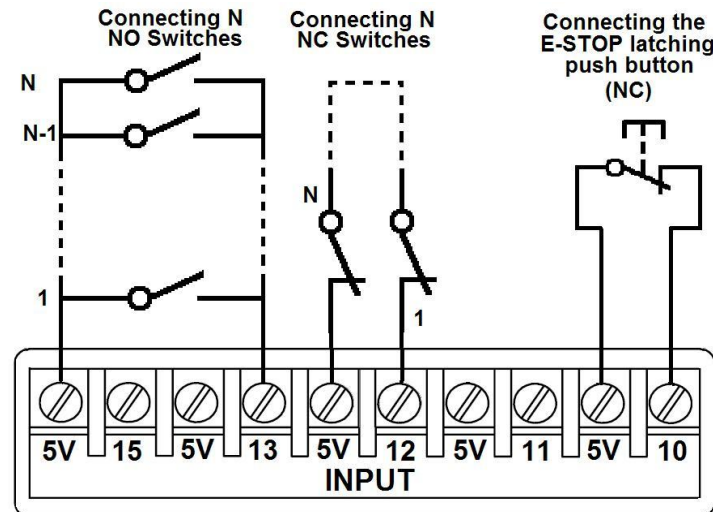 Connecting N
NO Switches
Connecting N
NC Switches
Connecting the
E-STOP latching
push button
(NC)
N
N-1
1
N
1
5V 15 5V 13 5V 12 5V 11 5V 10
INPUT